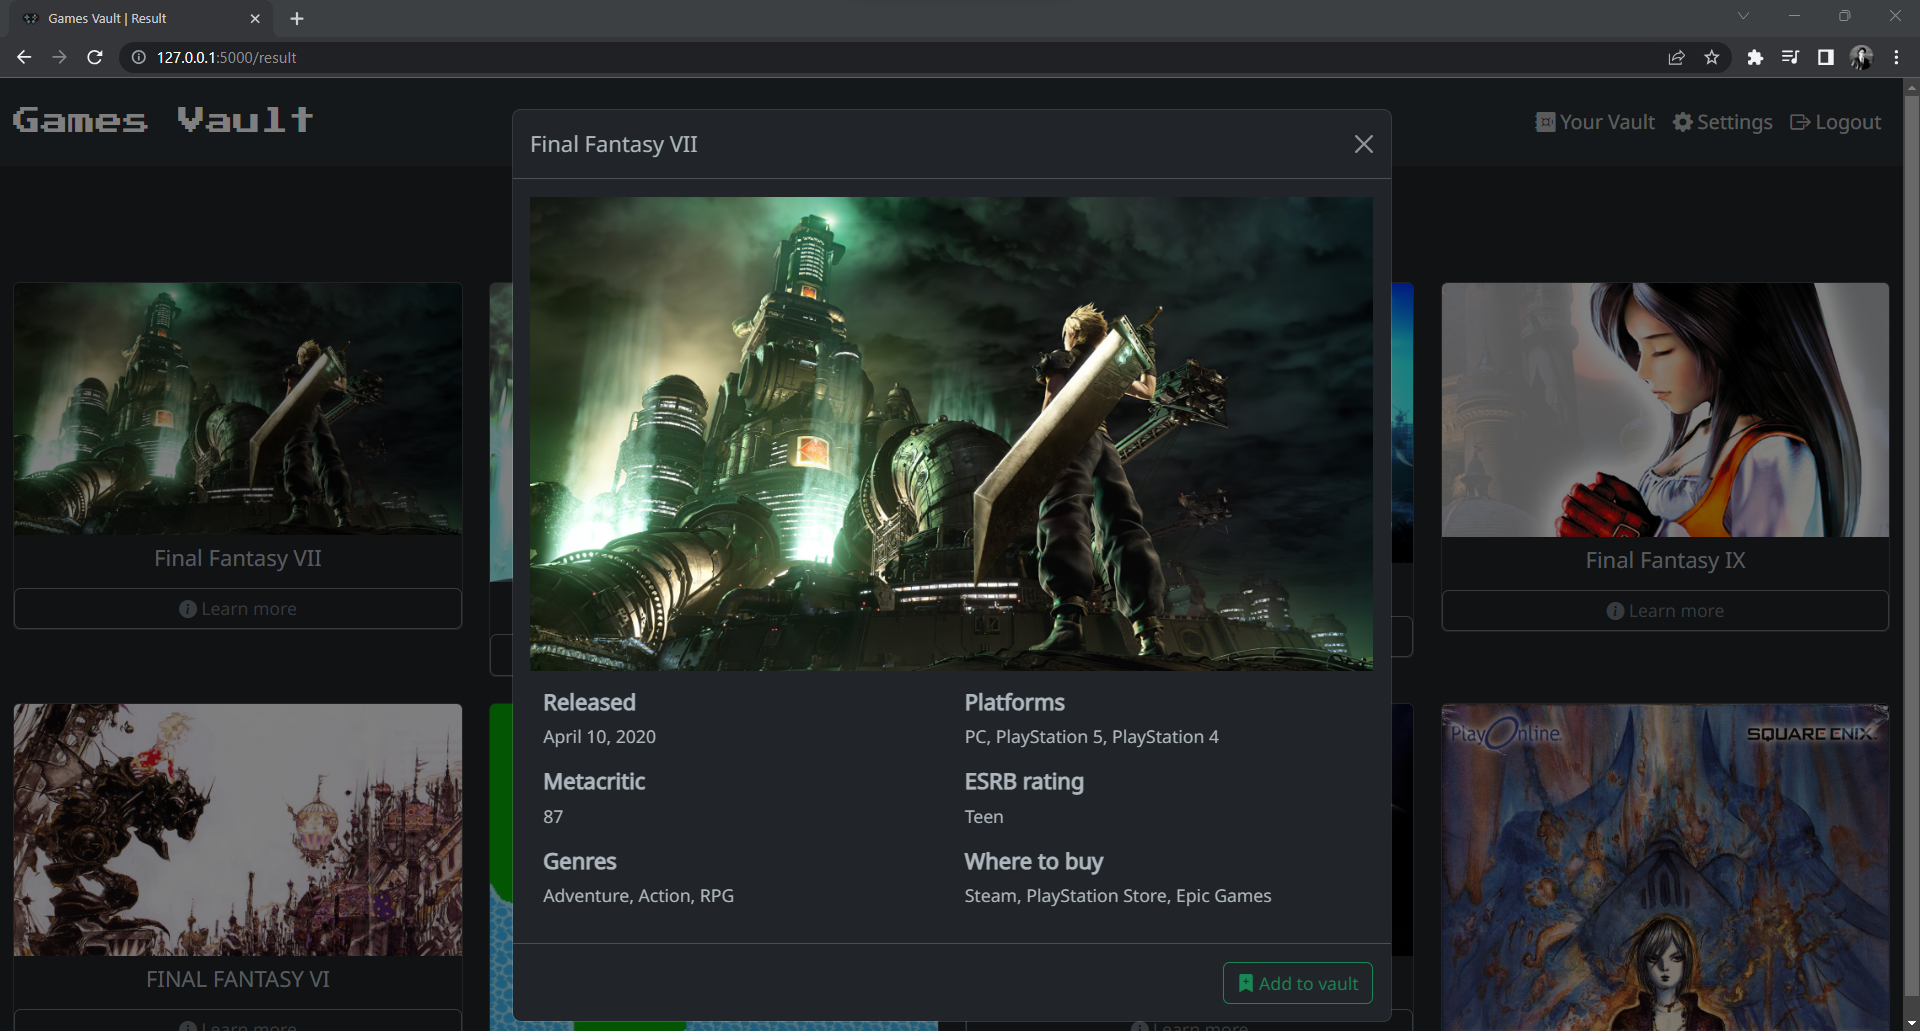 Games Vault | Result
127.0.0.1:5000/result
Games Vault
Your Vault
Settings
Logout
Final Fantasy VII
Released
April 10, 2020
Platforms
PC, PlayStation 5, PlayStation 4
Metacritic
87
ESRB rating
Teen
Genres
Adventure, Action, RPG
Where to buy
Steam, PlayStation Store, Epic Games
Add to vault
Final Fantasy VII
Learn more
Final Fantasy IX
Learn more
FINAL FANTASY VI
Learn more
Learn more
PlayOnline
SQUARE ENIX